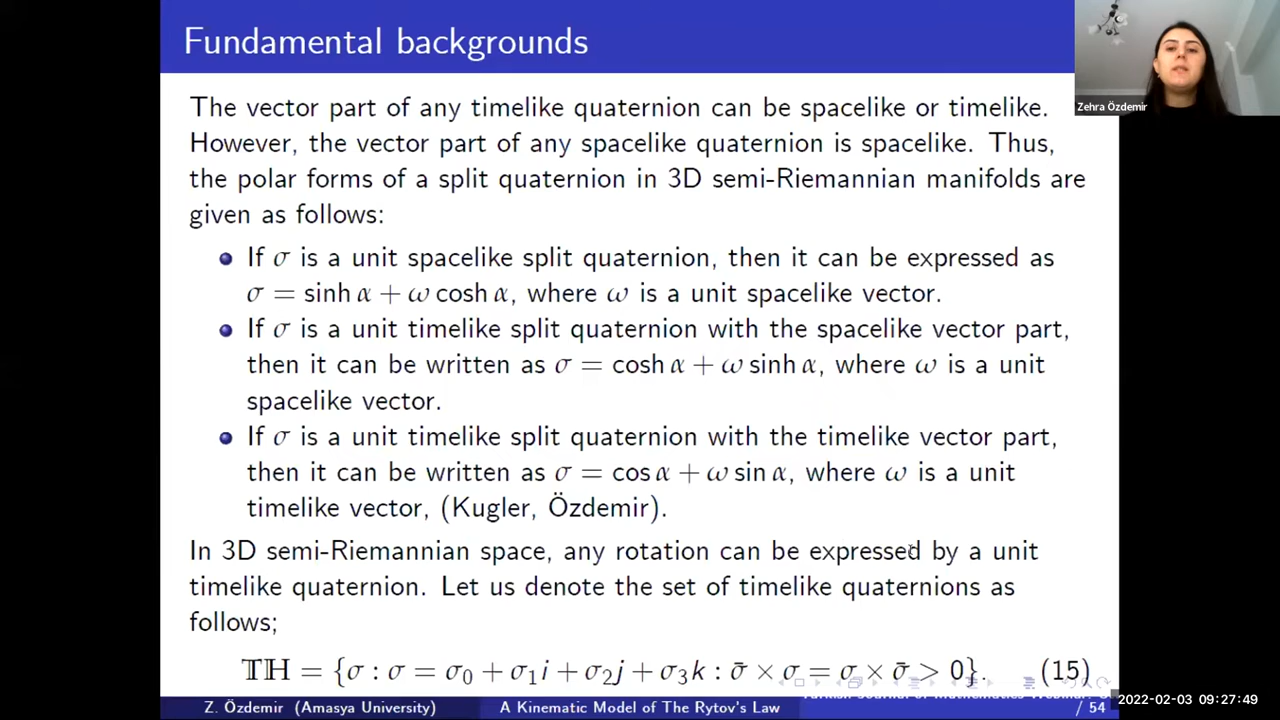 Fundamental backgrounds
Zehra Özdemir
The vector part of any timelike quaternion can be spacelike or timelike.
However, the vector part of any spacelike quaternion is spacelike. Thus,
the polar forms of a split quaternion in 3D semi-Riemannian manifolds are
given as follows:
If σ is a unit spacelike split quaternion, then it can be expressed as
σ = sinh α + ω cosh α, where ω is a unit spacelike vector.
If σ is a unit timelike split quaternion with the spacelike vector part,
then it can be written as σ = cosh α + ω sinh α, where ω is a unit
spacelike vector.
If σ is a unit timelike split quaternion with the timelike vector part,
then it can be written as σ = cos α + ω sin α, where ω is a unit
timelike vector, (Kugler, Özdemir).
In 3D semi-Riemannian space, any rotation can be expressed by a unit
timelike quaternion. Let us denote the set of timelike quaternions as
follows;
𝕋ℍ = {σ : σ = σ₀ + σ₁i + σ₂j + σ₃k : σ̄ × σ = σ × σ̄ > 0}. (15)
Z. Özdemir (Amasya University) A Kinematic Model of The Rytov's Law / 54
2022-02-03 09:27:49